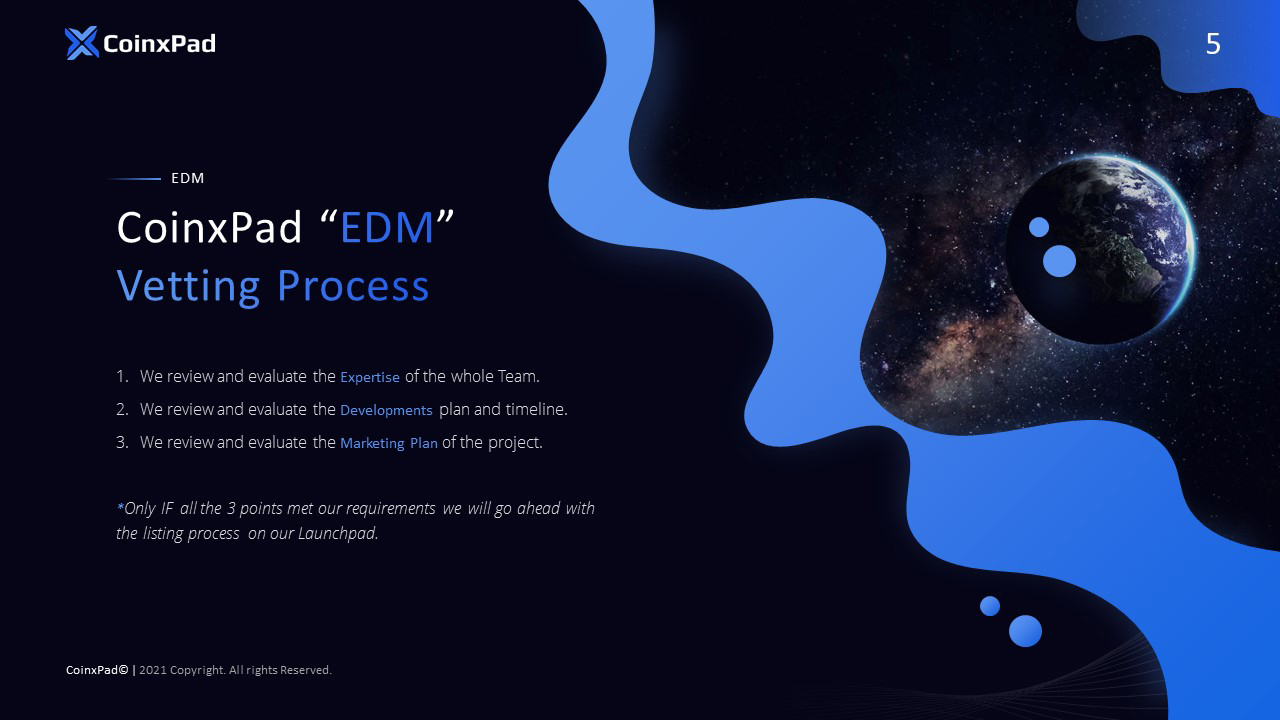 CoinxPad
5
EDM
CoinxPad “EDM”
Vetting Process
1. We review and evaluate the Expertise of the whole Team.
2. We review and evaluate the Developments plan and timeline.
3. We review and evaluate the Marketing Plan of the project.
*Only IF all the 3 points met our requirements we will go ahead with
the listing process on our Launchpad.
CoinxPad© | 2021 Copyright. All rights Reserved.